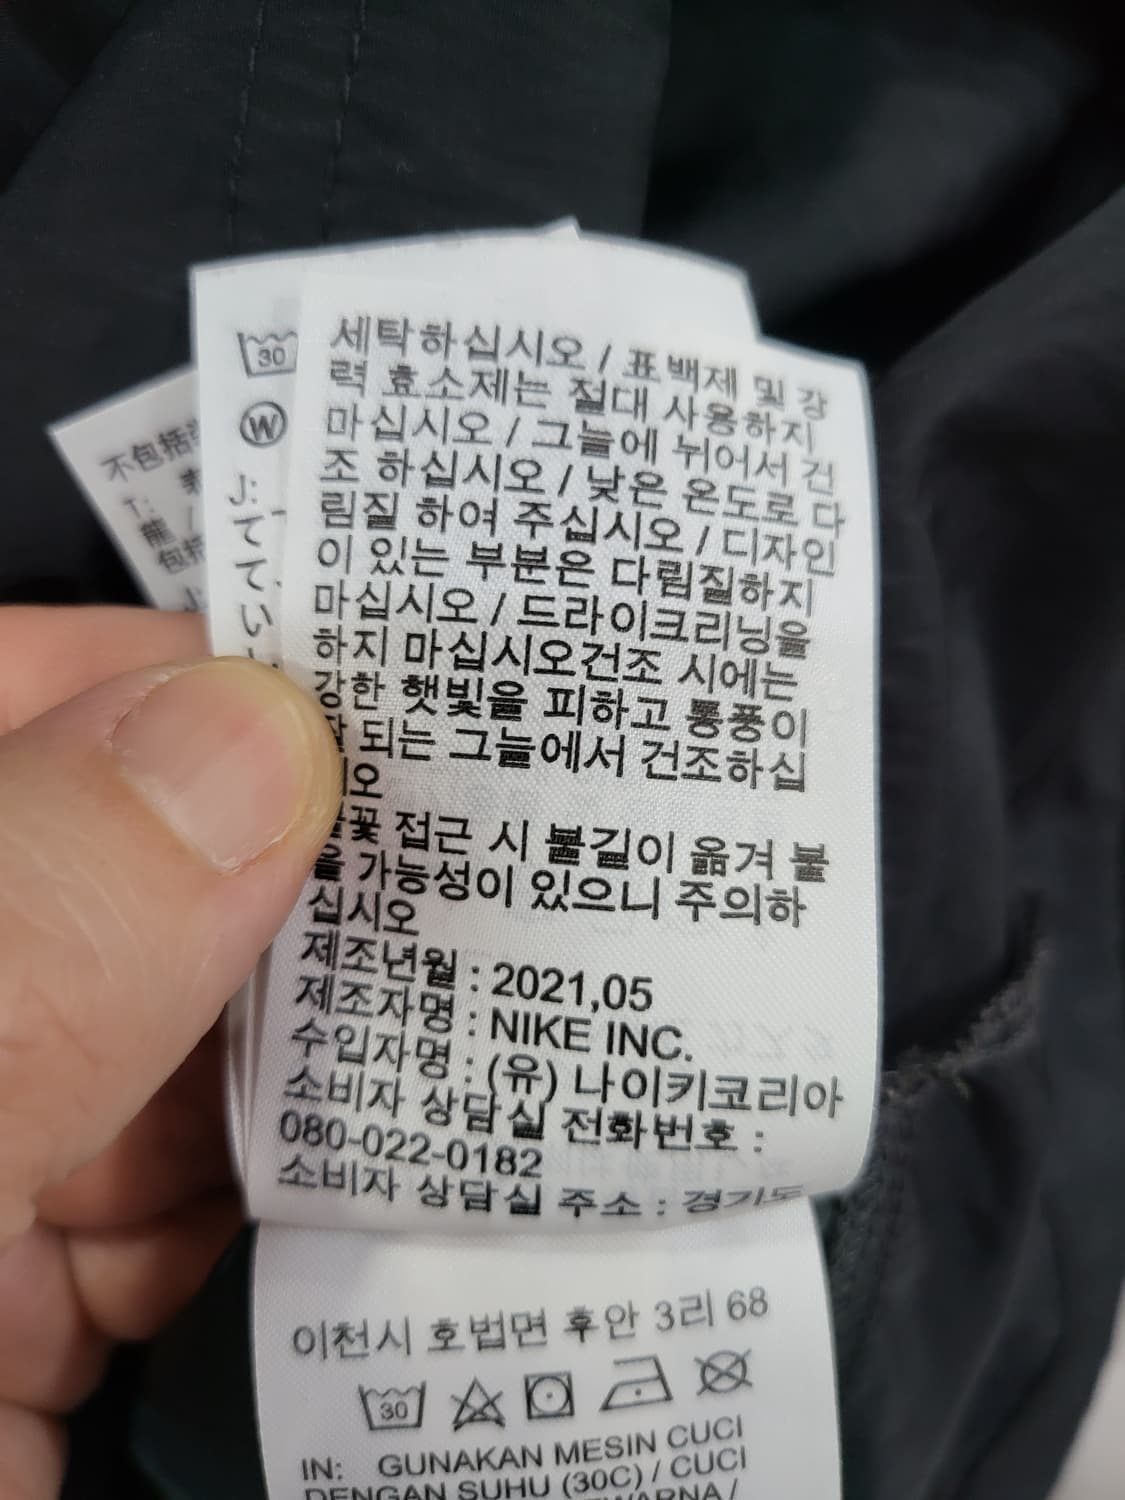 세탁하십시오 / 표백제 및 강
력 효소제는 절대 사용하지
마십시오 / 그늘에 뉘어서 건
조 하십시오 / 낮은 온도로 다
림질 하여 주십시오 / 디자인
이 있는 부분은 다림질하지
마십시오 / 드라이크리닝을
하지 마십시오건조 시에는
강한 햇빛을 피하고 통풍이
되는 그늘에서 건조하십
오
접근 시 불길이 옮겨 붙
을 가능성이 있으니 주의하
십시오
제조년월 : 2021,05
제조자명 : NIKE INC.
수입자명 : (유) 나이키코리아
소비자 상담실 전화번호 :
080-022-0182
소비자 상담실 주소 : 경기도
이천시 호법면 후안 3리 68
30
IN: GUNAKAN MESIN CUCI
DENGAN SUHU (30C) / CUCI
30
W
不包括
包括